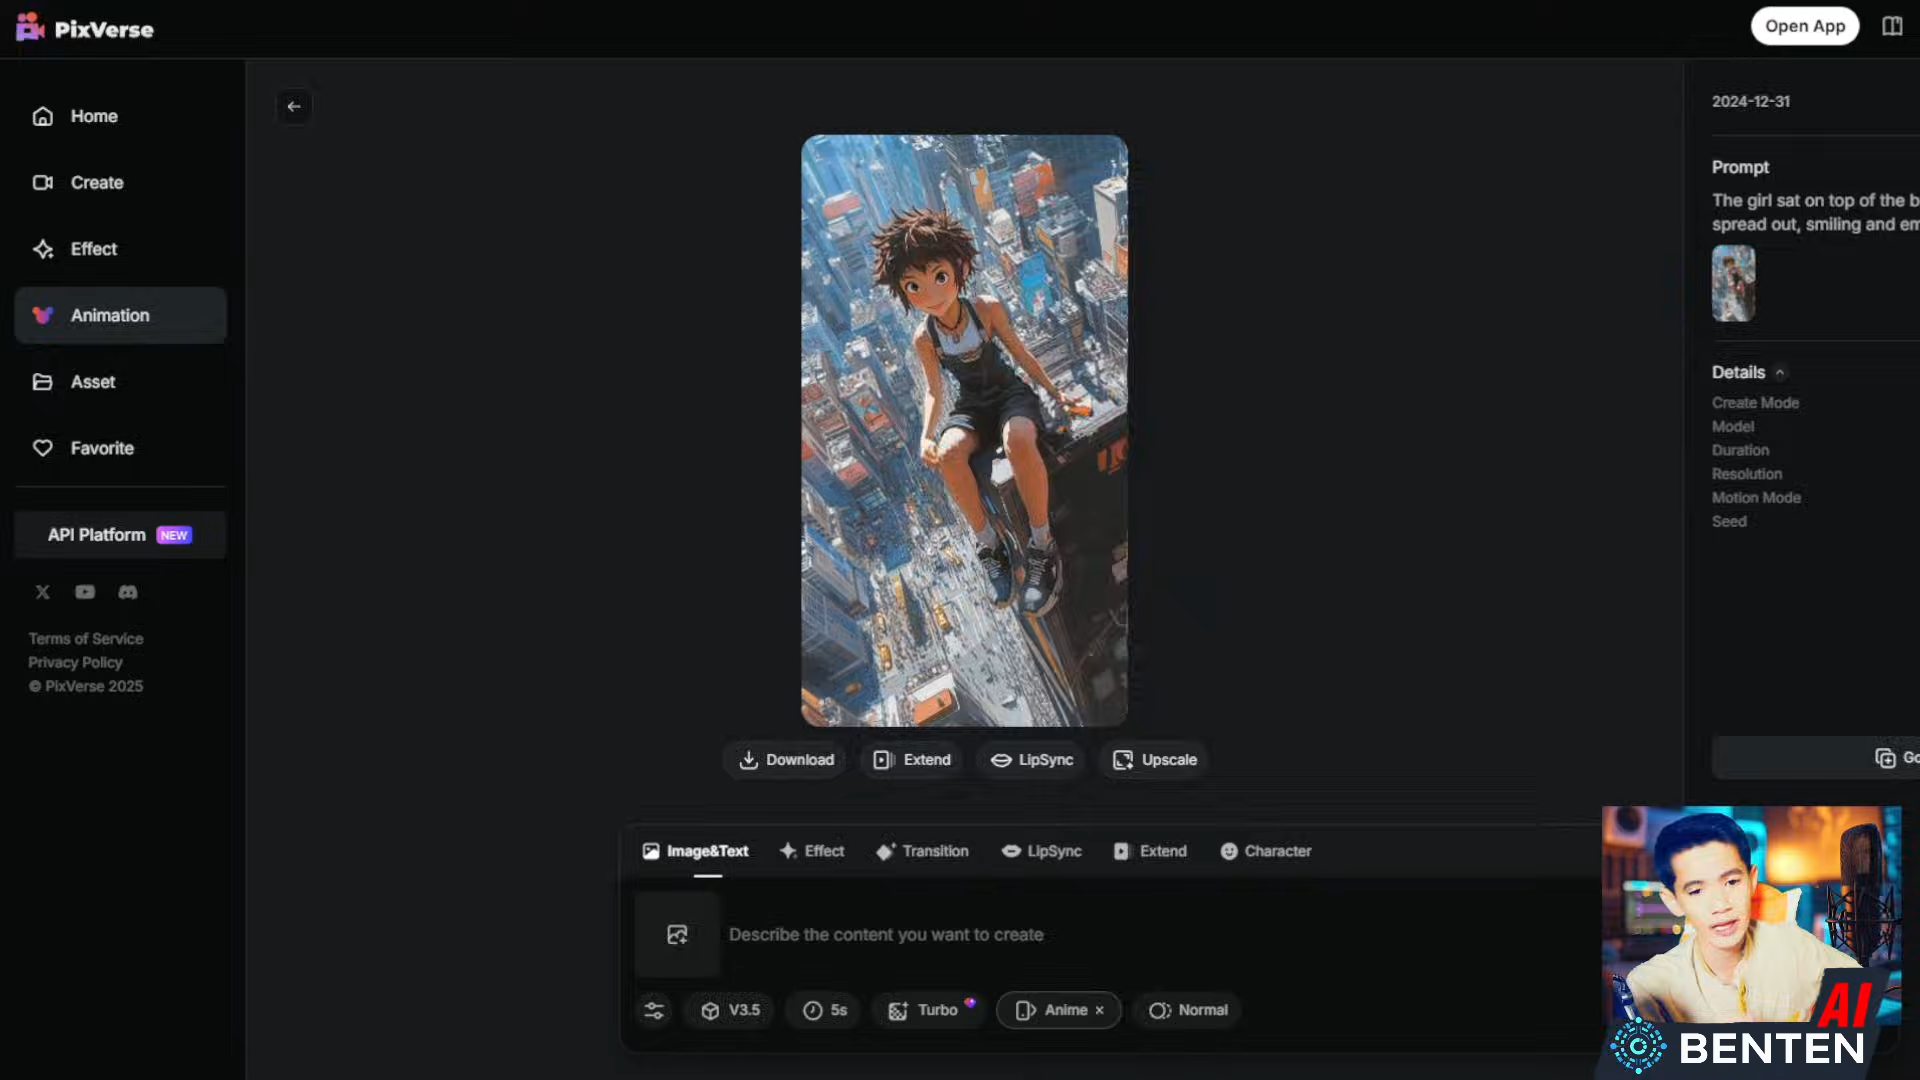 PixVerse
Open App
Home
Create
Effect
Animation
Asset
Favorite
API Platform NEW
Terms of Service
Privacy Policy
© PixVerse 2025
2024-12-31
Prompt
The girl sat on top of the b
spread out, smiling and em
Details
Create Mode
Model
Duration
Resolution
Motion Mode
Seed
Go
Download Extend LipSync Upscale
Image&Text Effect Transition LipSync Extend Character
Describe the content you want to create
V3.5 5s Turbo Anime × Normal
AI
BENTEN